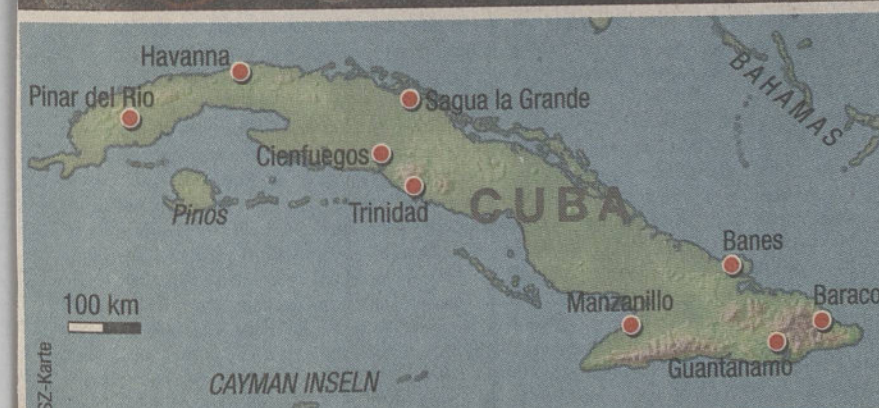 Havanna
Pinar del Rio
Sagua la Grande
BAHAMAS
Cienfuegos
Pinos
Trinidad
CUBA
Banes
100 km
Manzanillo
Baraco
Guantanamo
CAYMAN INSELN
SZ-Karte